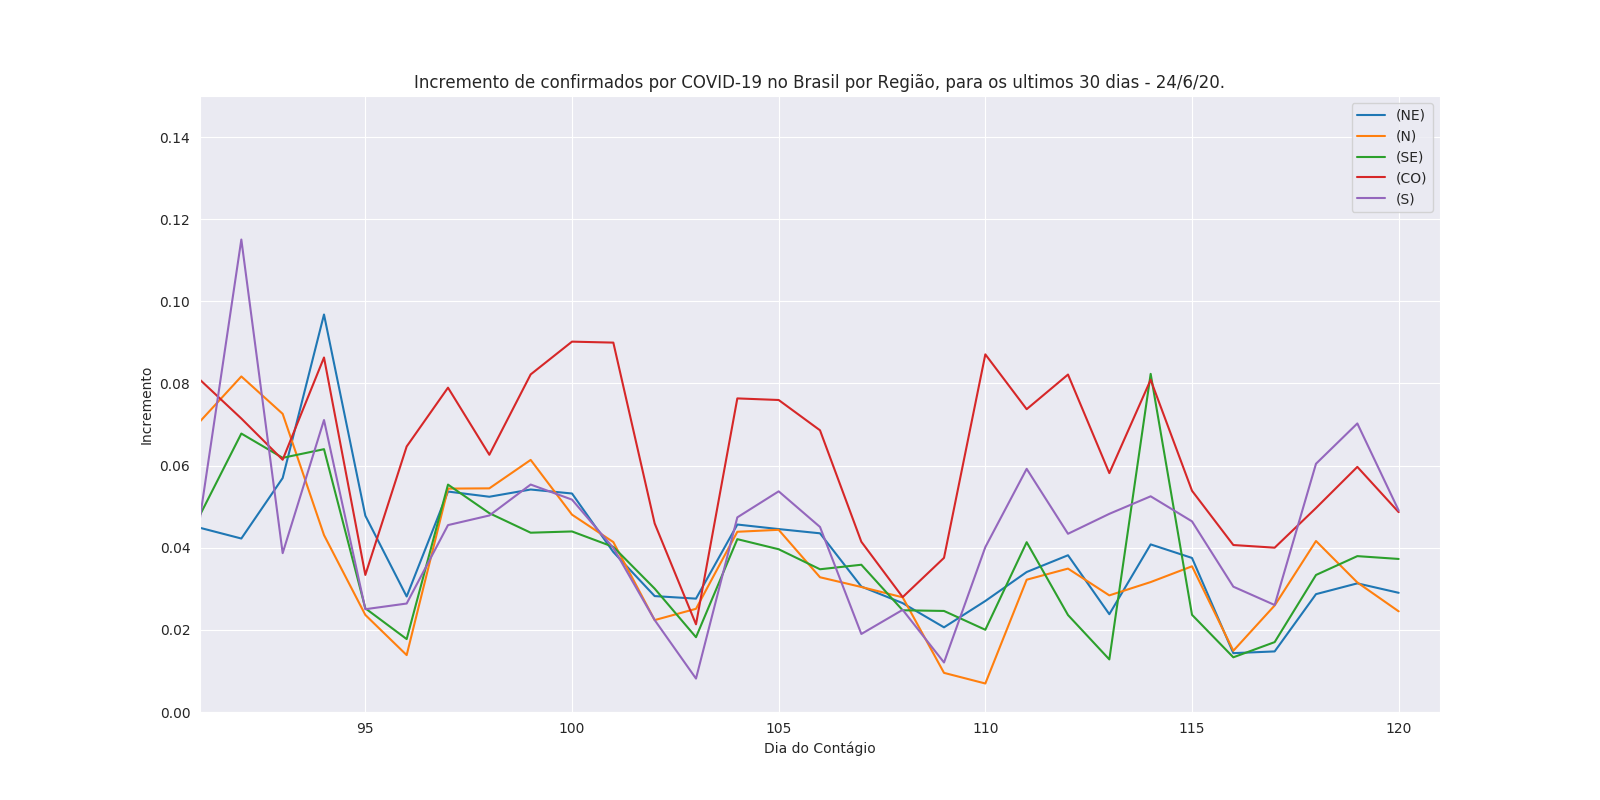 Incremento de confirmados por COVID-19 no Brasil por Região, para os ultimos 30 dias - 24/6/20.
(NE)
(N)
(SE)
(CO)
(S)
0.14
0.12
0.10
0.08
0.06
0.04
0.02
0.00
Incremento
95 100 105 110 115 120
Dia do Contágio